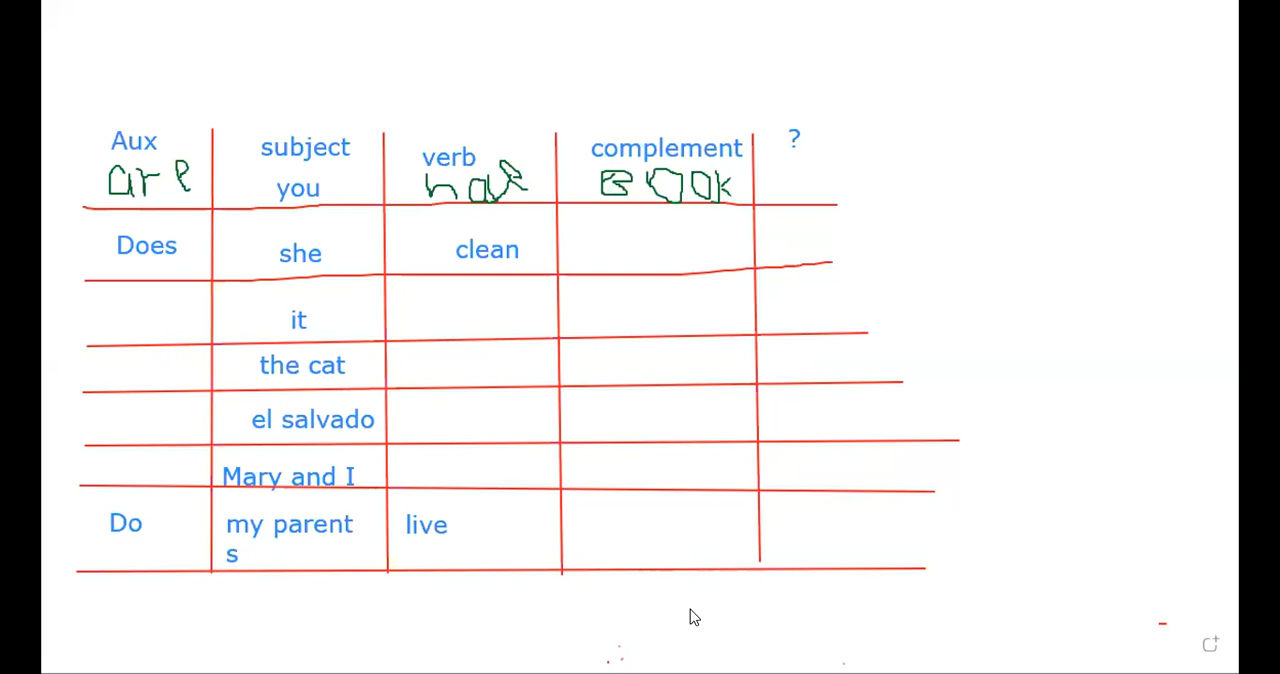 Aux subject verb complement ?
are you have BOOK
Does she clean
it
the cat
el salvado
Mary and I
Do my parent live
s